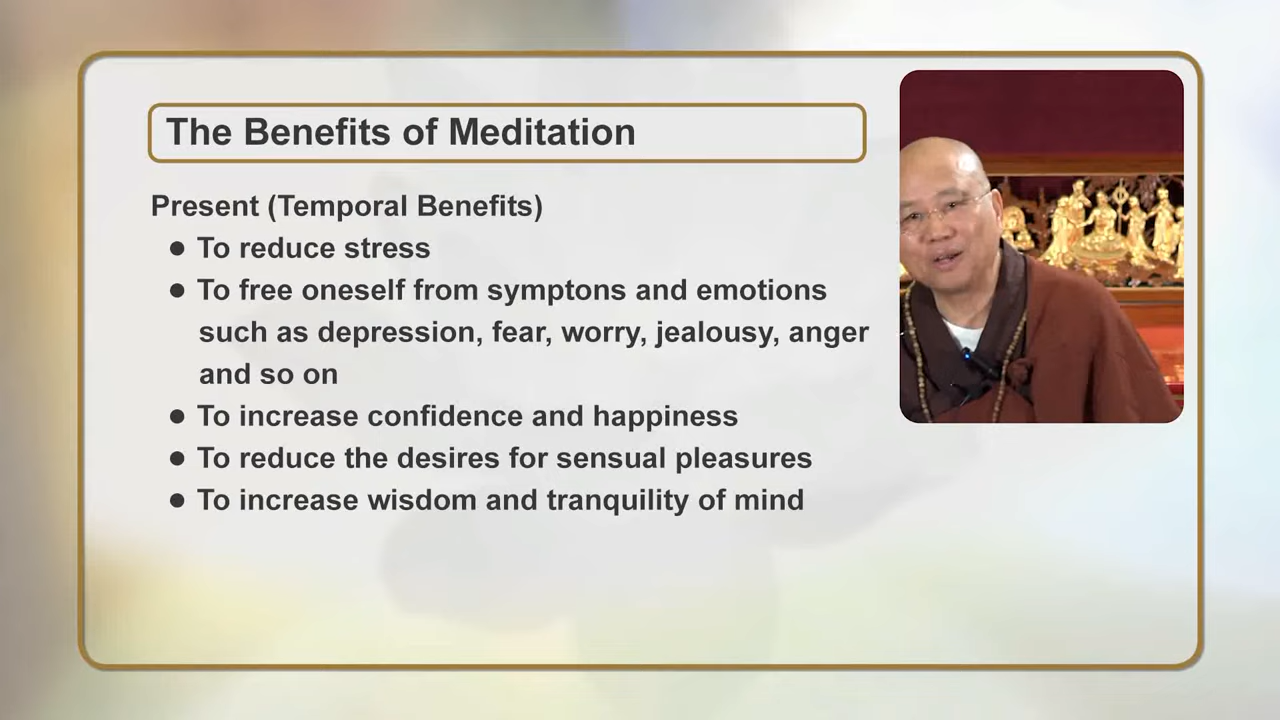 The Benefits of Meditation
Present (Temporal Benefits)
● To reduce stress
● To free oneself from symptons and emotions
such as depression, fear, worry, jealousy, anger
and so on
● To increase confidence and happiness
● To reduce the desires for sensual pleasures
● To increase wisdom and tranquility of mind